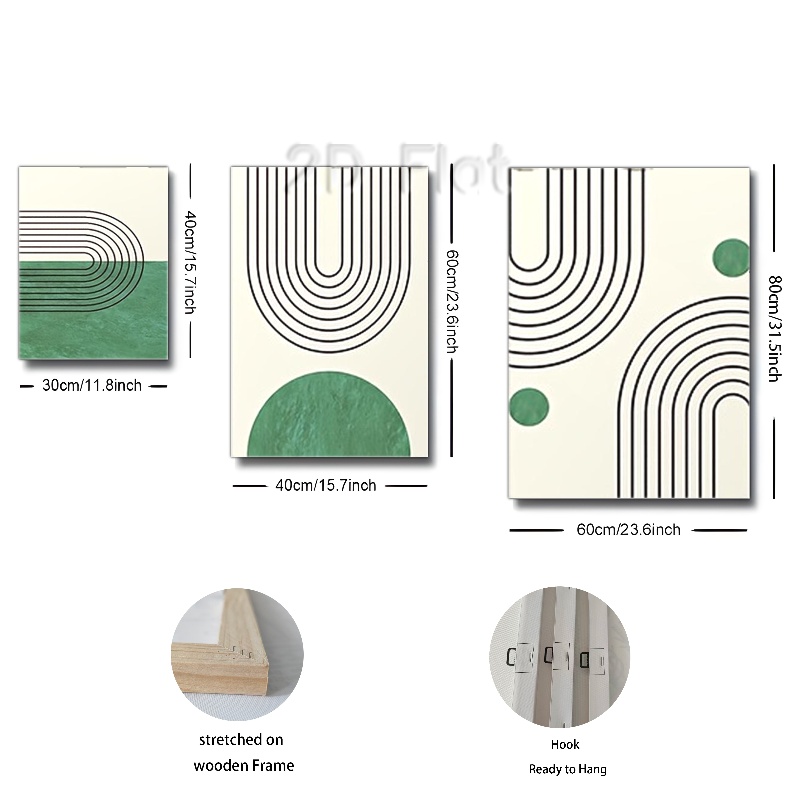 2D Flat
40cm/15.7inch
30cm/11.8inch
60cm/23.6inch
40cm/15.7inch
80cm/31.5inch
60cm/23.6inch
stretched on
wooden Frame
Hook
Ready to Hang